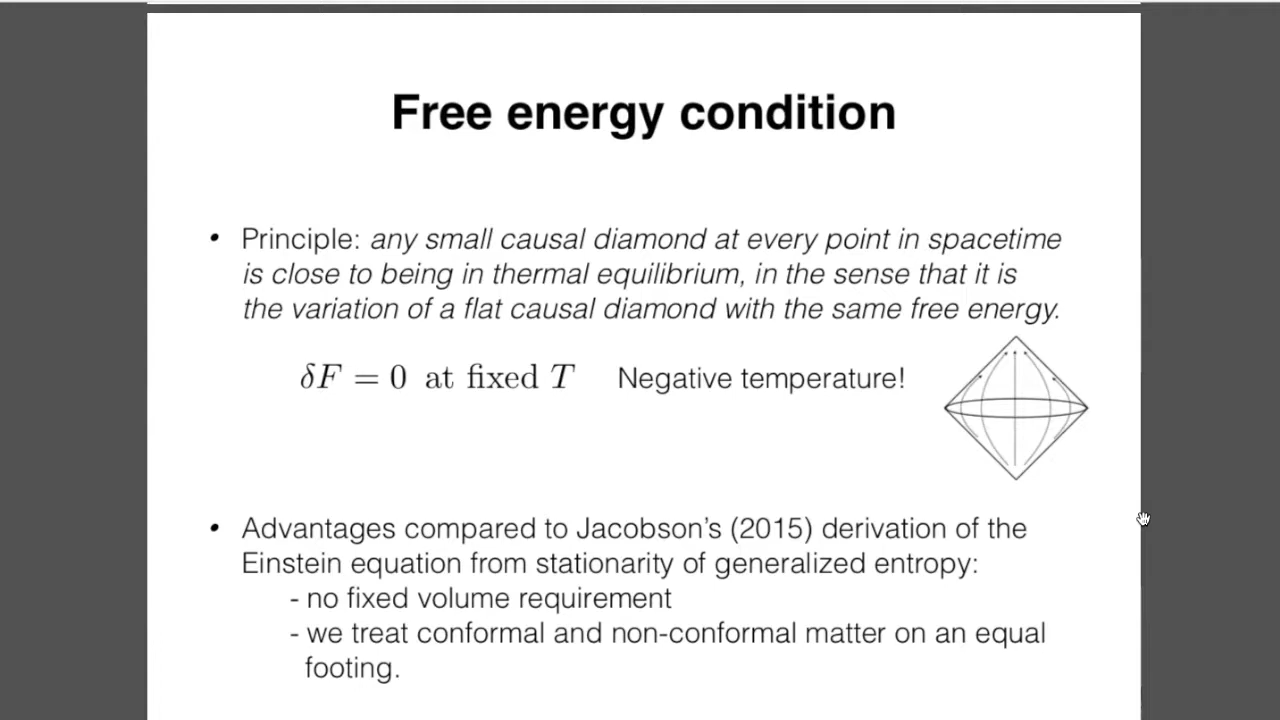 Free energy condition
• Principle: any small causal diamond at every point in spacetime
is close to being in thermal equilibrium, in the sense that it is
the variation of a flat causal diamond with the same free energy.
δF = 0 at fixed T Negative temperature!
• Advantages compared to Jacobson's (2015) derivation of the
Einstein equation from stationarity of generalized entropy:
- no fixed volume requirement
- we treat conformal and non-conformal matter on an equal
footing.